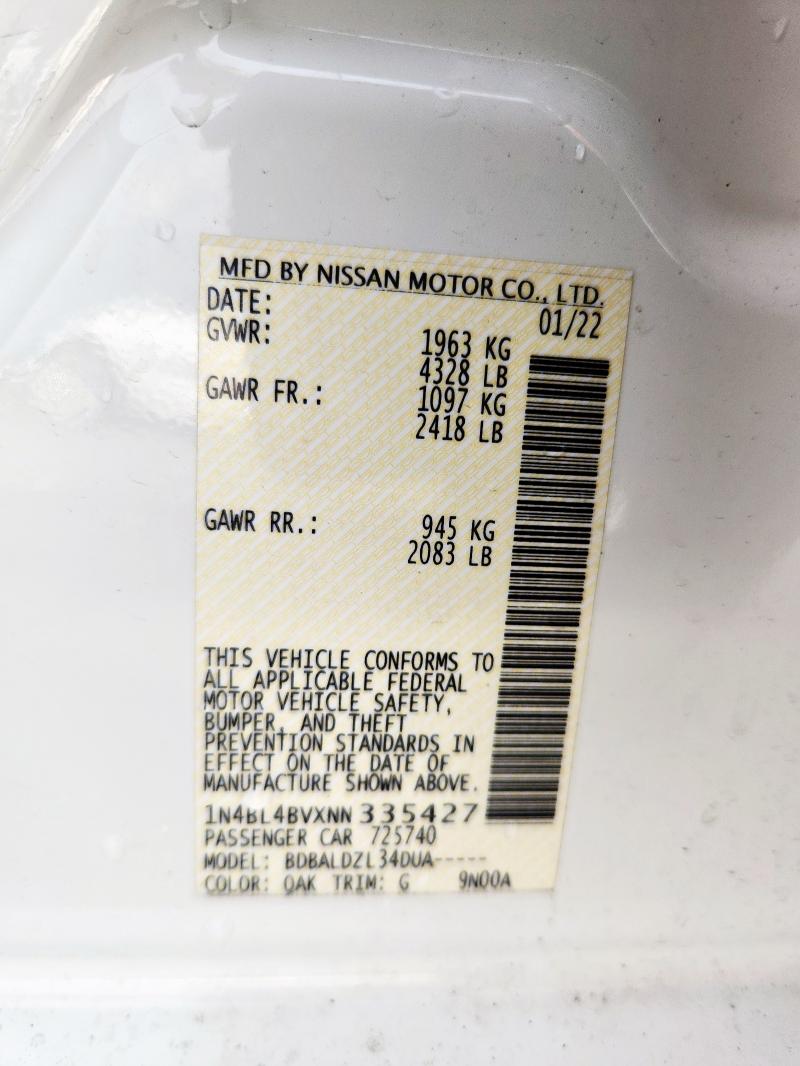 MFD BY NISSAN MOTOR CO., LTD.
DATE: 01/22
GVWR: 1963 KG
4328 LB
GAWR FR.: 1097 KG
2418 LB
GAWR RR.: 945 KG
2083 LB
THIS VEHICLE CONFORMS TO
ALL APPLICABLE FEDERAL
MOTOR VEHICLE SAFETY,
BUMPER, AND THEFT
PREVENTION STANDARDS IN
EFFECT ON THE DATE OF
MANUFACTURE SHOWN ABOVE.
1N4BL4BVXNN 335427
PASSENGER CAR 725740
MODEL: BDBALDZL34DUA-----
COLOR: QAK TRIM: G 9N00A